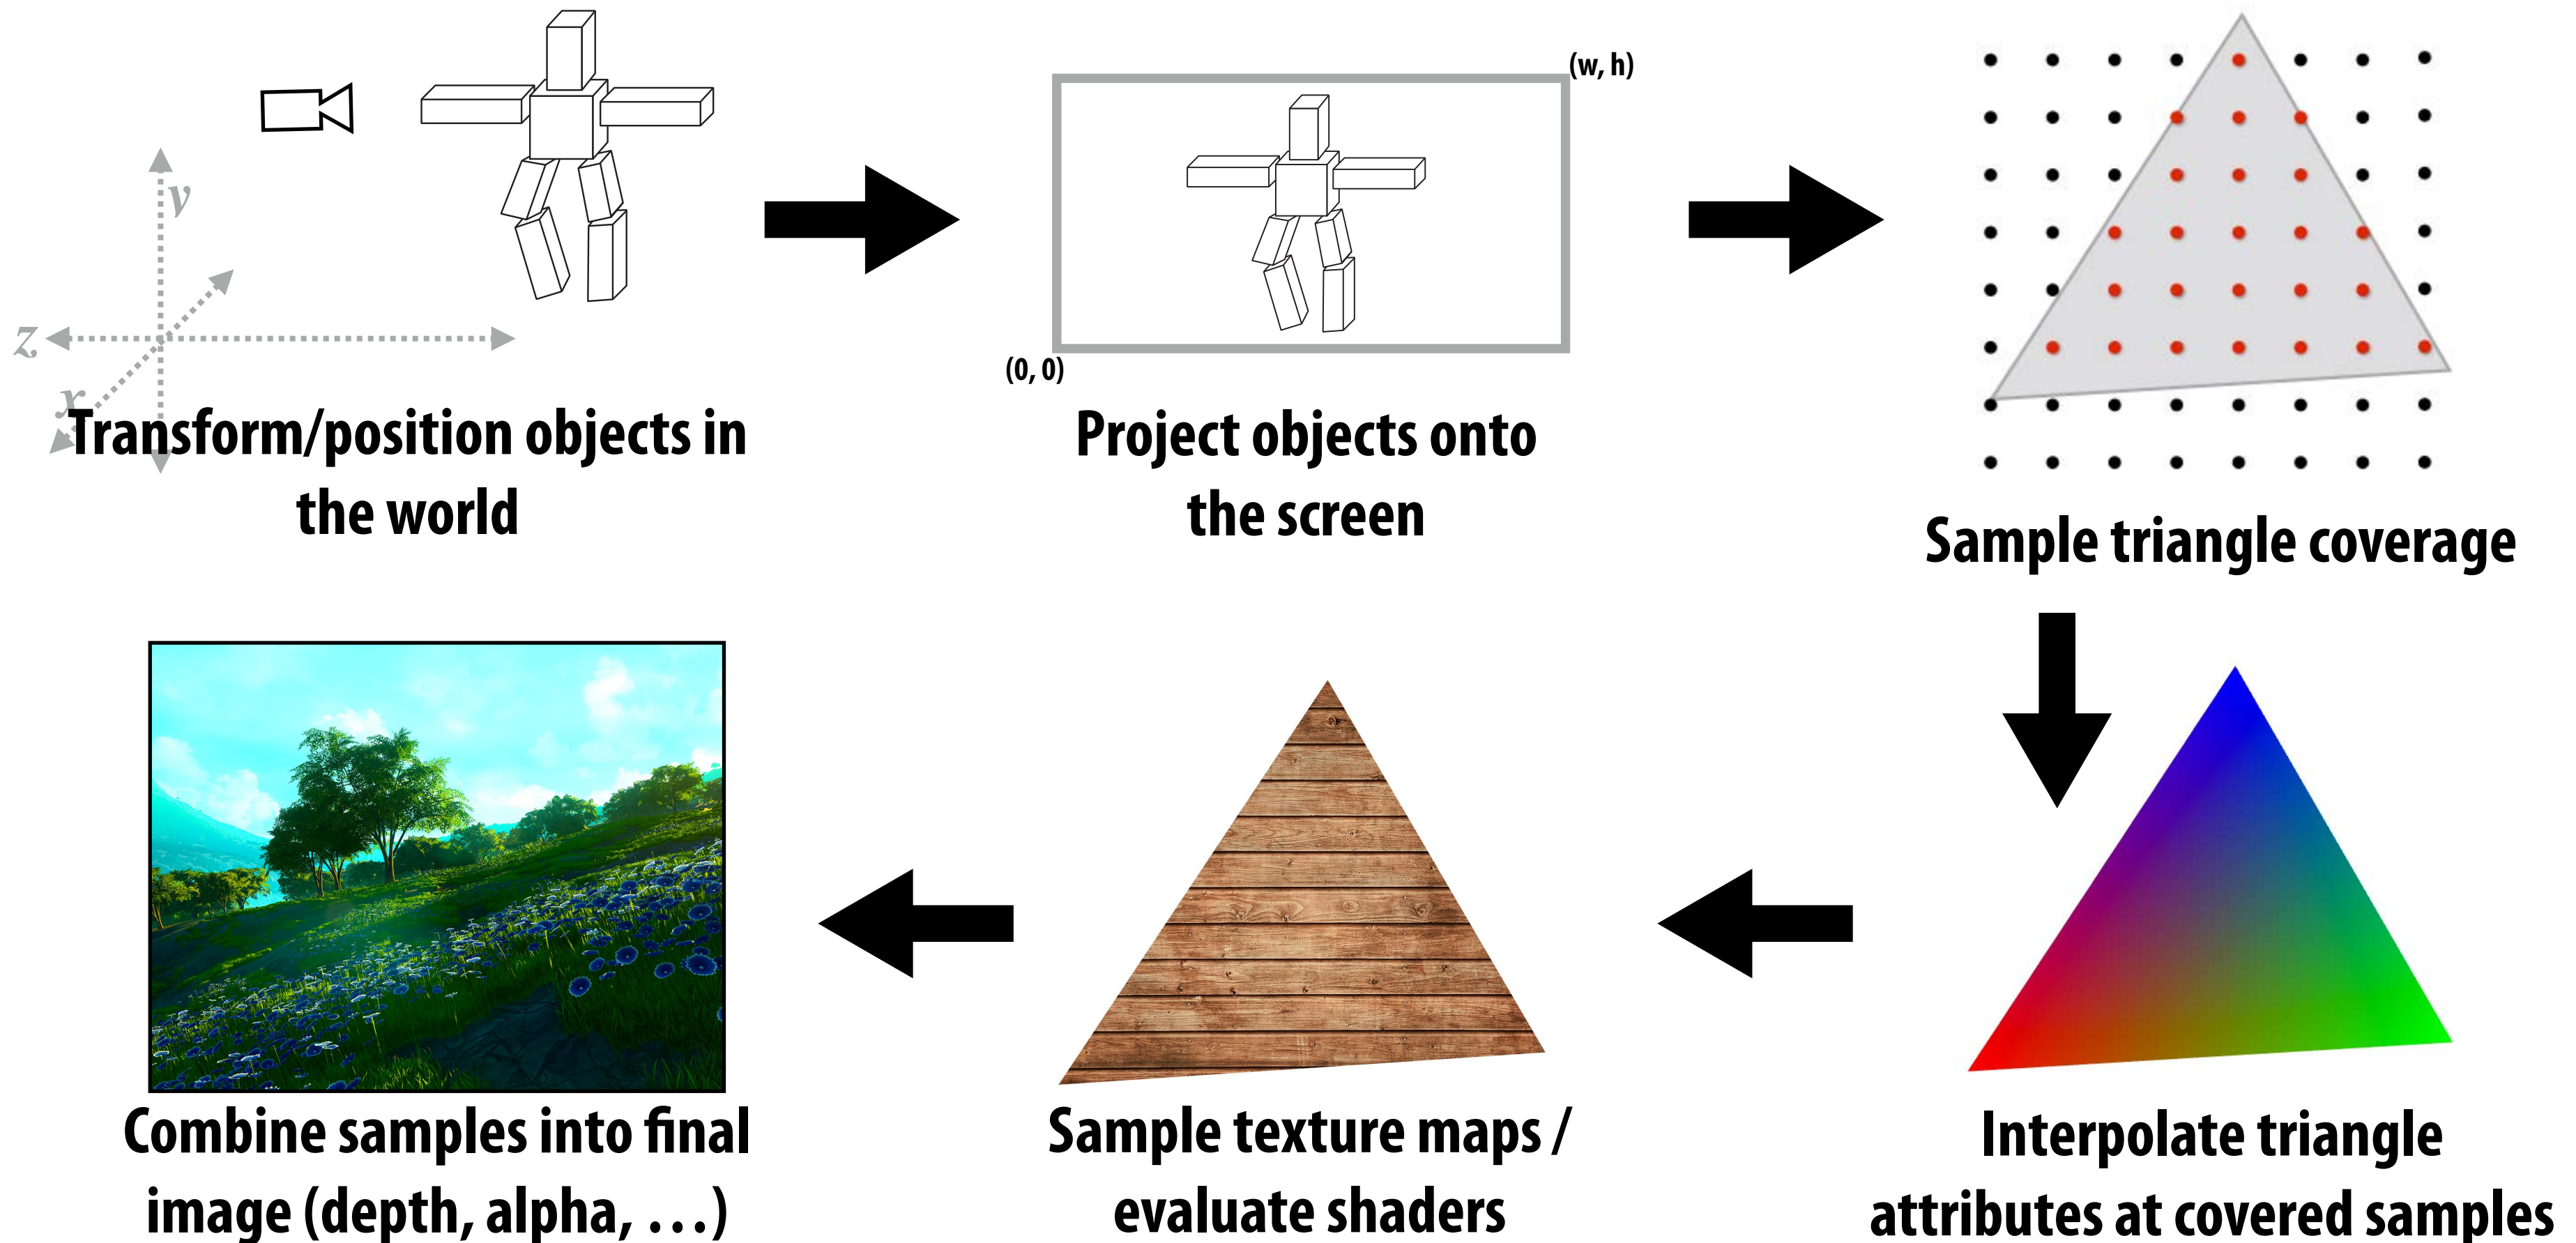 y
z
x
Transform/position objects in
the world
(w, h)
(0, 0)
Project objects onto
the screen
Sample triangle coverage
Interpolate triangle
attributes at covered samples
Sample texture maps /
evaluate shaders
Combine samples into final
image (depth, alpha, . . .)